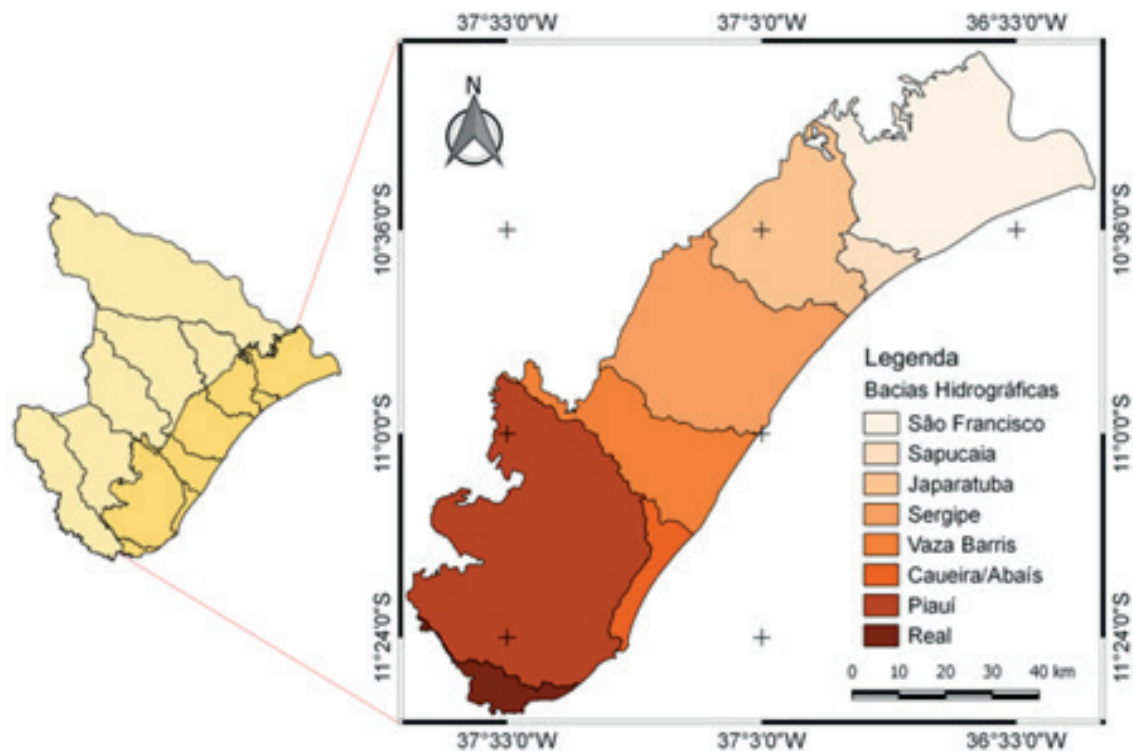 37°33'0"W 37°3'0"W 36°33'0"W
N
10°36'0"S 10°36'0"S
11°0'0"S 11°0'0"S
11°24'0"S 11°24'0"S
Legenda
Bacias Hidrográficas
São Francisco
Sapucaia
Japaratuba
Sergipe
Vaza Barris
Caueira/Abaís
Piauí
Real
0 10 20 30 40 km
37°33'0"W 37°3'0"W 36°33'0"W